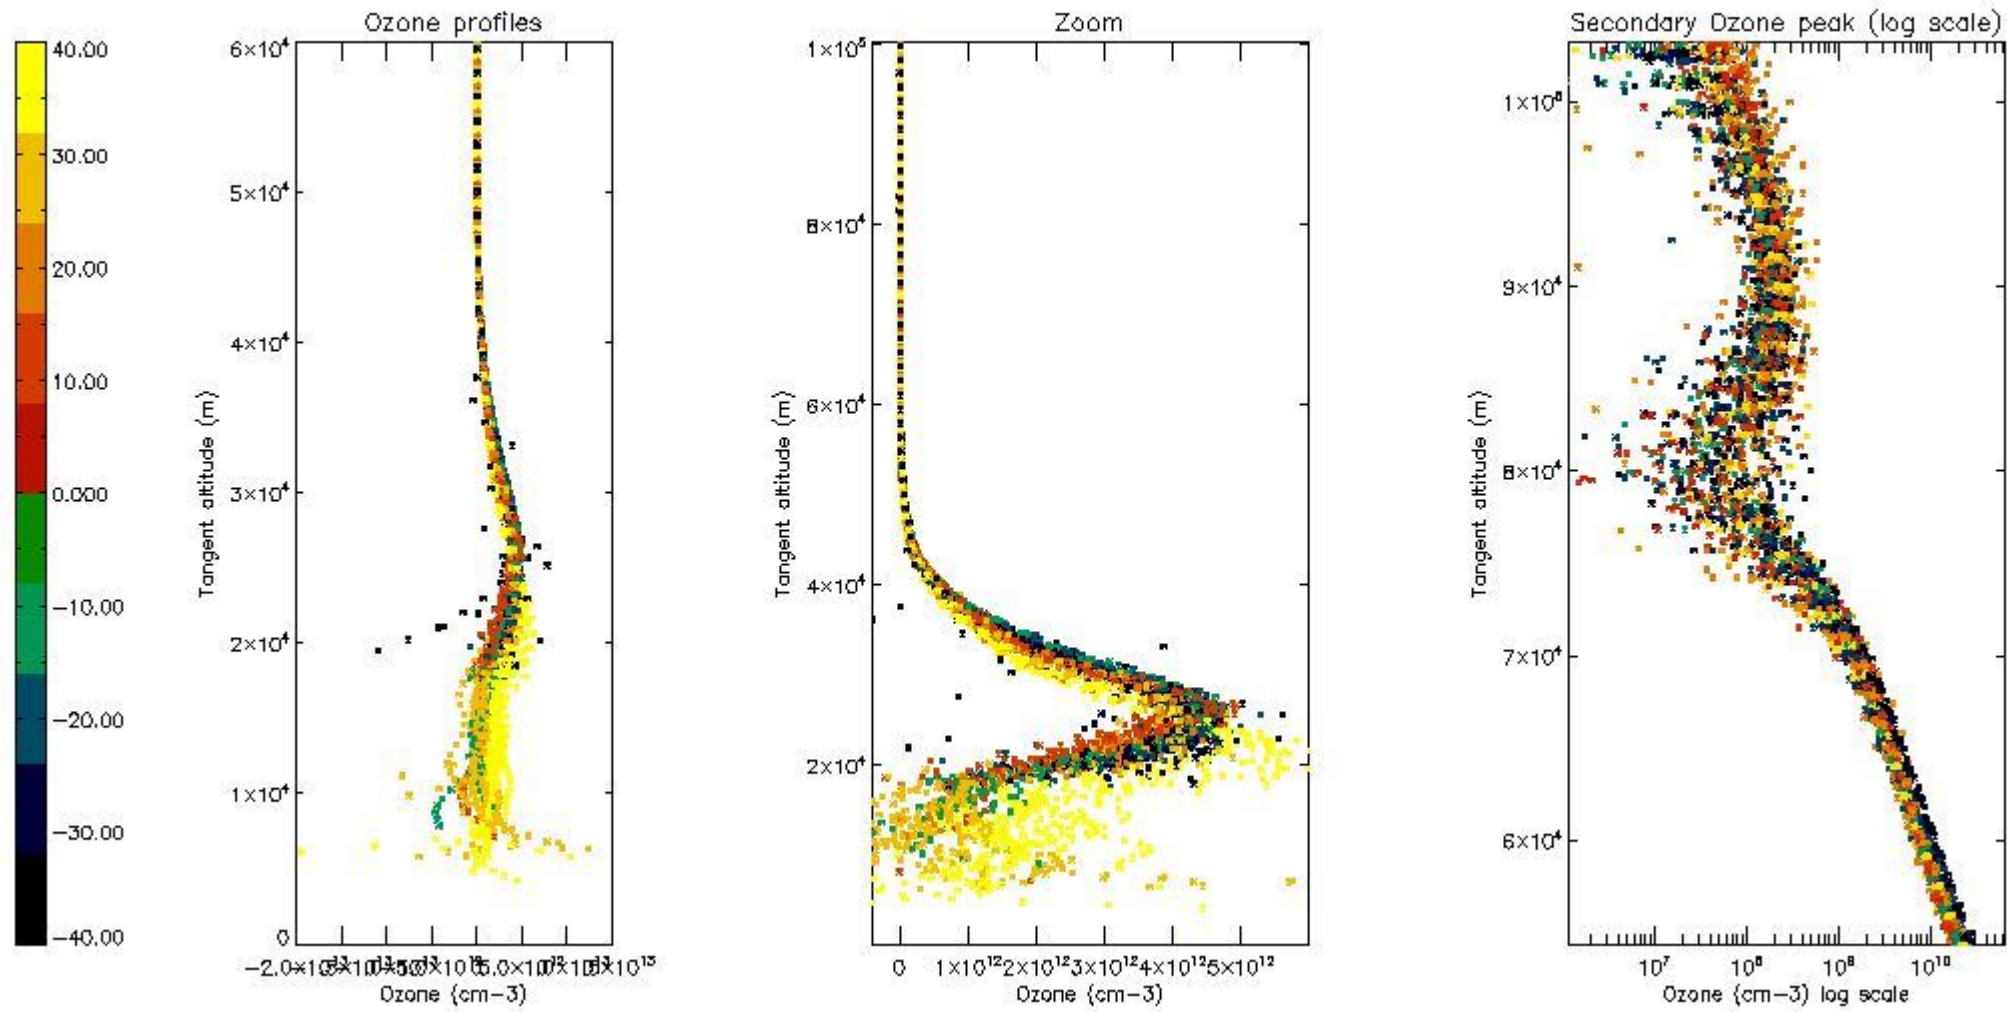 Ozone profiles
Zoom
Secondary Ozone peak (log scale)
40.00
30.00
20.00
10.00
−10.00
−20.00
−30.00
−40.00
6×10⁴
5×10⁴
4×10⁴
3×10⁴
2×10⁴
1×10⁴
0
Tangent altitude (m)
Ozone (cm−3)
1×10⁵
8×10⁴
6×10⁴
4×10⁴
2×10⁴
Tangent altitude (m)
0 1×10¹² 2×10¹² 3×10¹² 4×10¹² 5×10¹²
Ozone (cm−3)
9×10⁴
8×10⁴
7×10⁴
6×10⁴
Tangent altitude (m)
10⁷ 10⁸ 10⁹ 10¹⁰
Ozone (cm−3) log scale